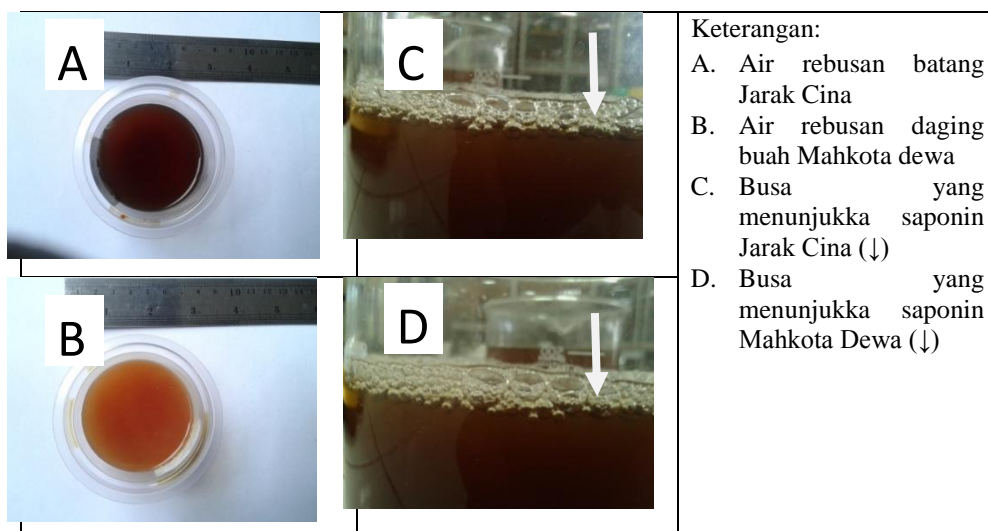 A
C
B
D
Keterangan:
A. Air rebusan batang
Jarak Cina
B. Air rebusan daging
buah Mahkota dewa
C. Busa yang
menunjukka saponin
Jarak Cina (↓)
D. Busa yang
menunjukka saponin
Mahkota Dewa (↓)